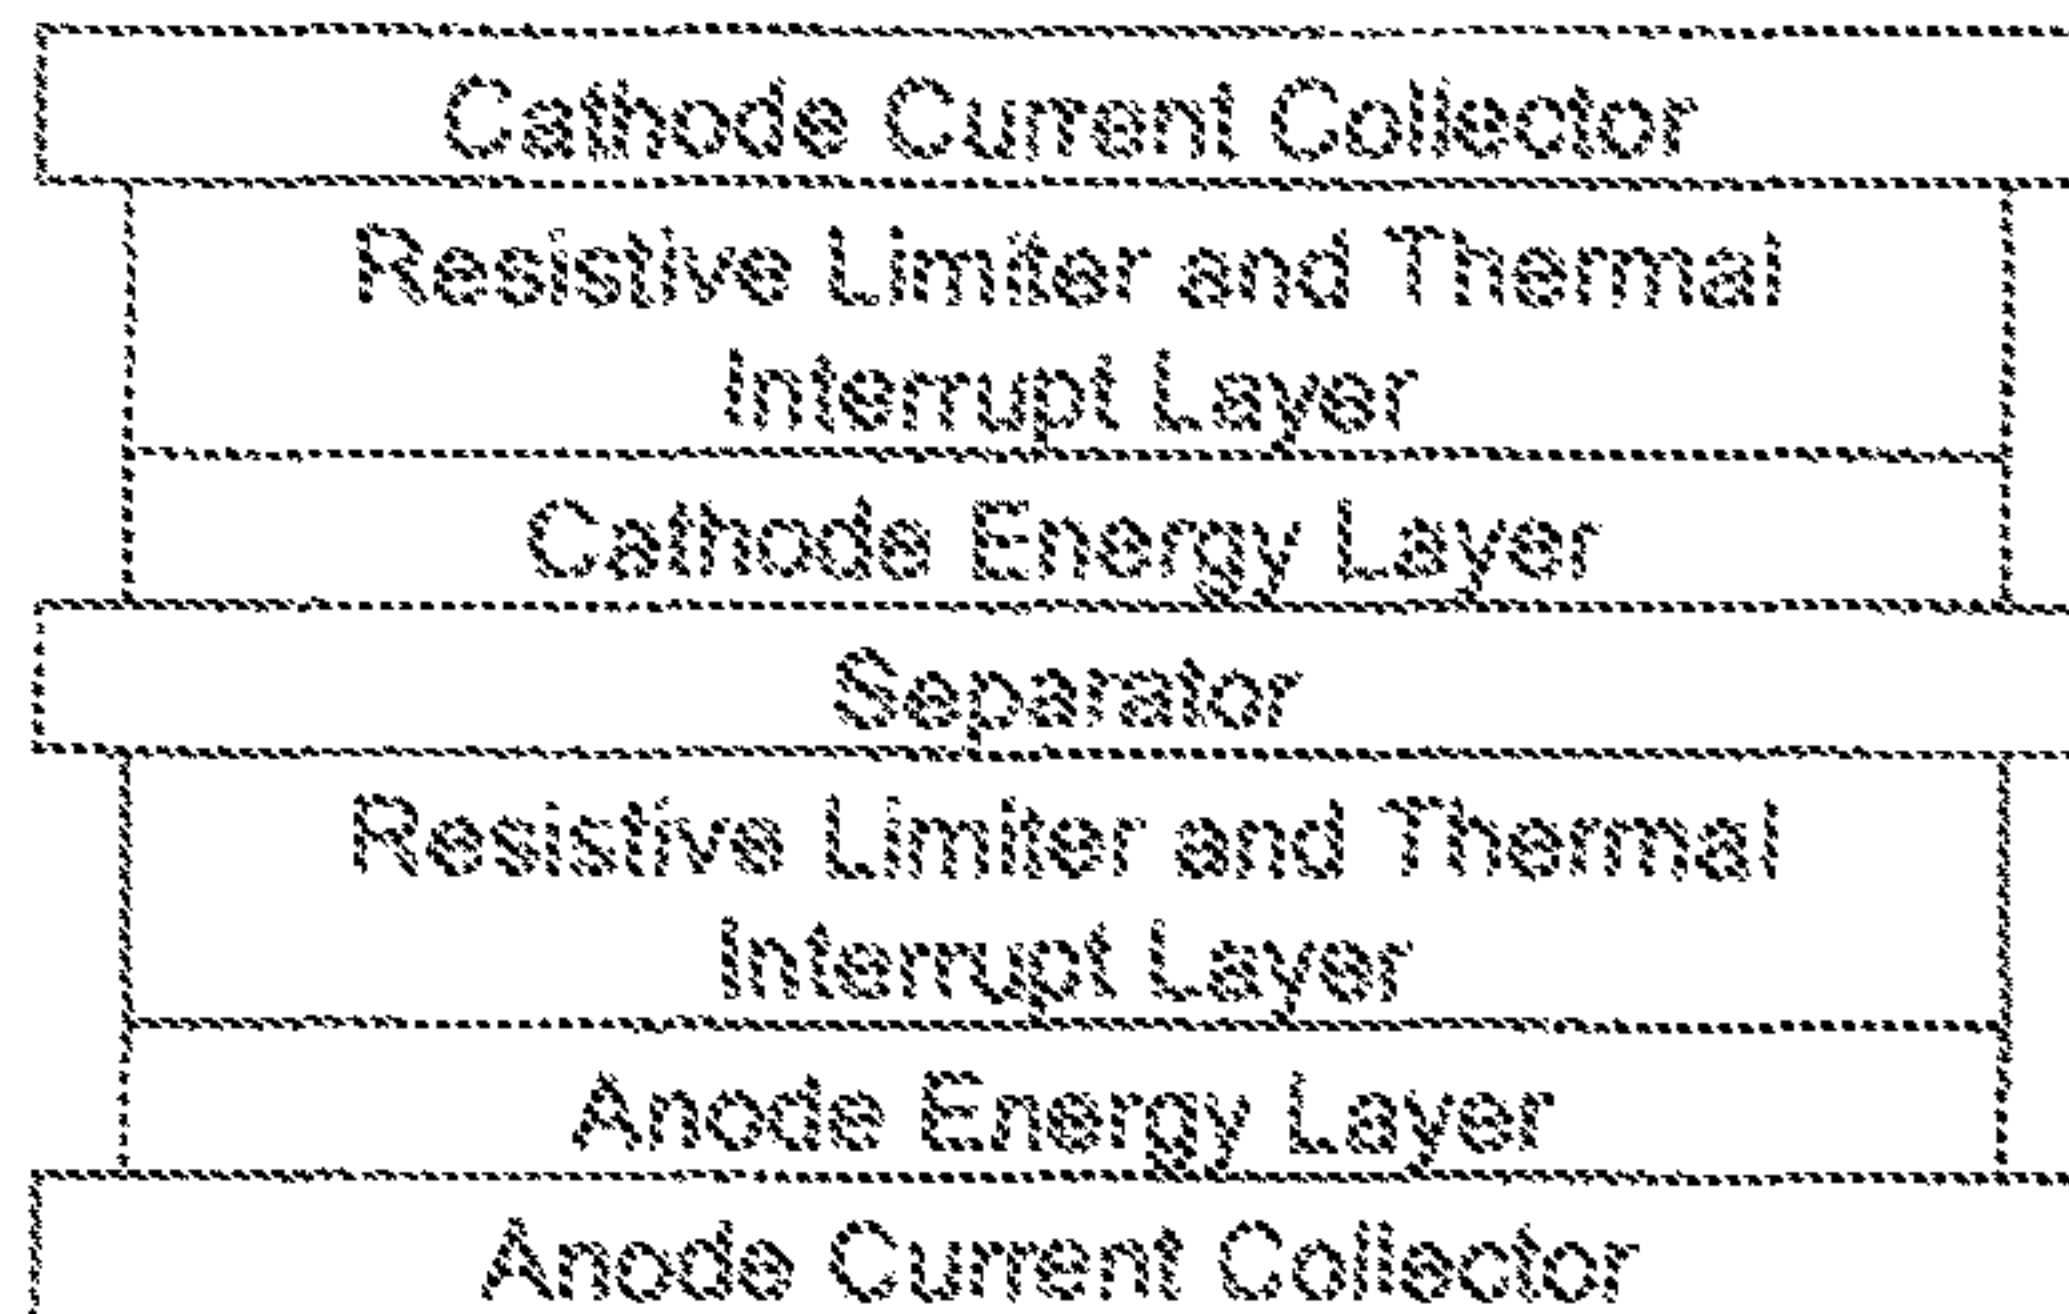 Cathode Current Collector
Resistive Limiter and Thermal
Interrupt Layer
Cathode Energy Layer
Separator
Resistive Limiter and Thermal
Interrupt Layer
Anode Energy Layer
Anode Current Collector